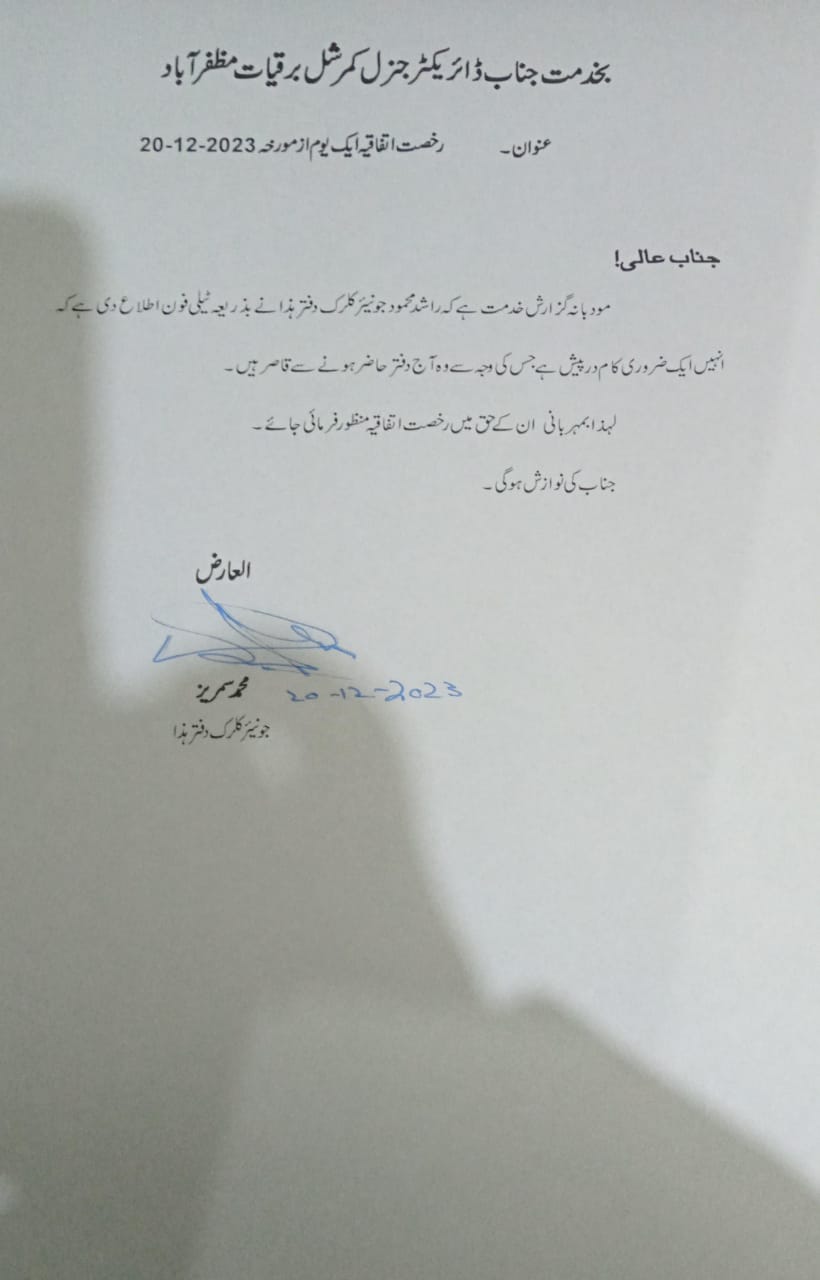 بخدمت جناب ڈائریکٹر جنرل کمرشل برقیات مظفرآباد
عنوان۔ رخصت اتفاقیہ ایک یوم از مورخہ 20-12-2023
جناب عالی!
مودبانہ گزارش خدمت ہے کہ راشد محمود جونیئر کلرک دفتر ہذا نے بذریعہ ٹیلی فون اطلاع دی ہے کہ
انہیں ایک ضروری کام درپیش ہے جس کی وجہ سے وہ آج دفتر حاضر ہونے سے قاصر ہیں۔
لہذا بمہربانی ان کے حق میں رخصت اتفاقیہ منظور فرمائی جائے۔
جناب کی نوازش ہوگی۔
العارض
محمد سمریز 20-12-2023
جونیئر کلرک دفتر ہذا